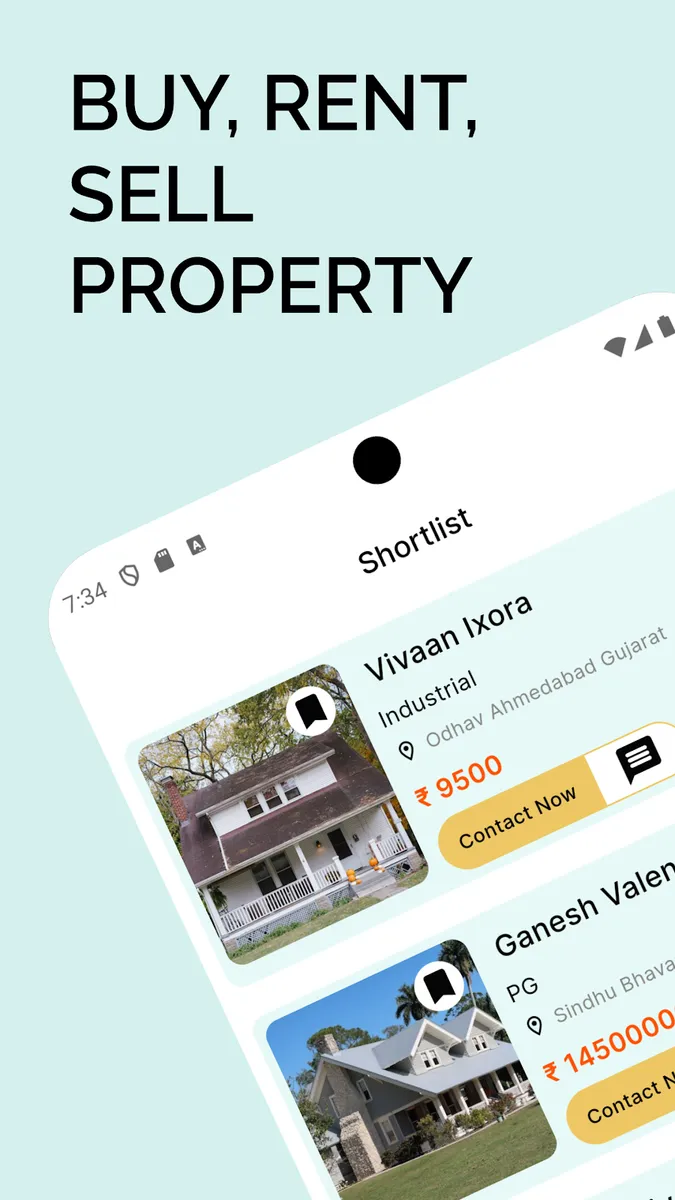 BUY, RENT,
SELL
PROPERTY
7:34
Shortlist
Vivaan Ixora
Industrial
Odhav Ahmedabad Gujarat
₹ 9500
Contact Now
Ganesh Valen
PG
Sindhu Bhava
₹ 1450000
Contact N